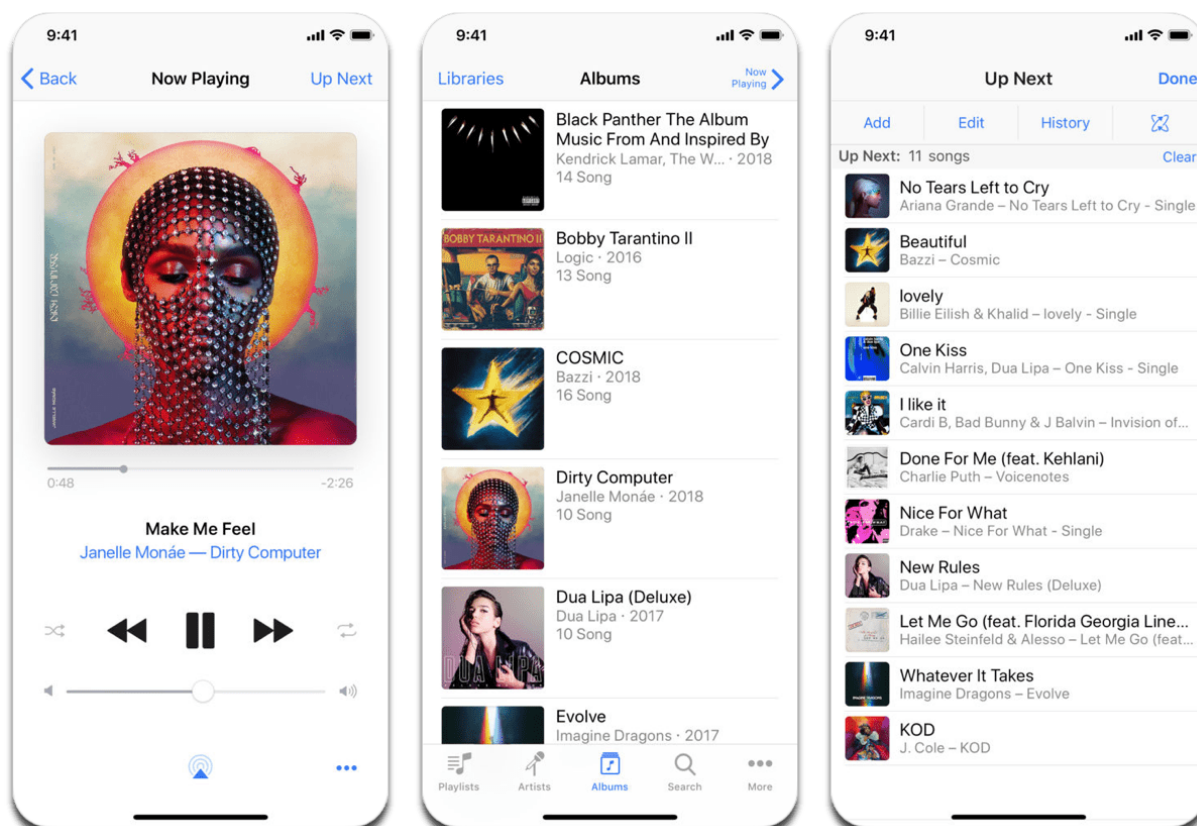 9:41
Back
Now Playing
Up Next
JANELLE MONÁE
0:48
-2:26
Make Me Feel
Janelle Monáe — Dirty Computer
9:41
Libraries
Albums
Now
Playing
Black Panther The Album
Music From And Inspired By
Kendrick Lamar, The W... · 2018
14 Song
BOBBY TARANTINO II
Bobby Tarantino II
Logic · 2016
13 Song
COSMIC
Bazzi · 2018
16 Song
Dirty Computer
Janelle Monáe · 2018
10 Song
DUA LIPA
Dua Lipa (Deluxe)
Dua Lipa · 2017
10 Song
Evolve
Imagine Dragons · 2017
Playlists
Artists
Albums
Search
More
9:41
Up Next
Done
Add
Edit
History
Up Next: 11 songs
Clear
No Tears Left to Cry
Ariana Grande – No Tears Left to Cry - Single
Beautiful
Bazzi – Cosmic
lovely
Billie Eilish & Khalid – lovely - Single
One Kiss
Calvin Harris, Dua Lipa – One Kiss - Single
I like it
Cardi B, Bad Bunny & J Balvin – Invision of...
Done For Me (feat. Kehlani)
Charlie Puth – Voicenotes
Nice For What
Drake – Nice For What - Single
New Rules
Dua Lipa – New Rules (Deluxe)
Let Me Go (feat. Florida Georgia Line...
Hailee Steinfeld & Alesso – Let Me Go (feat...
Whatever It Takes
Imagine Dragons – Evolve
KOD
J. Cole – KOD